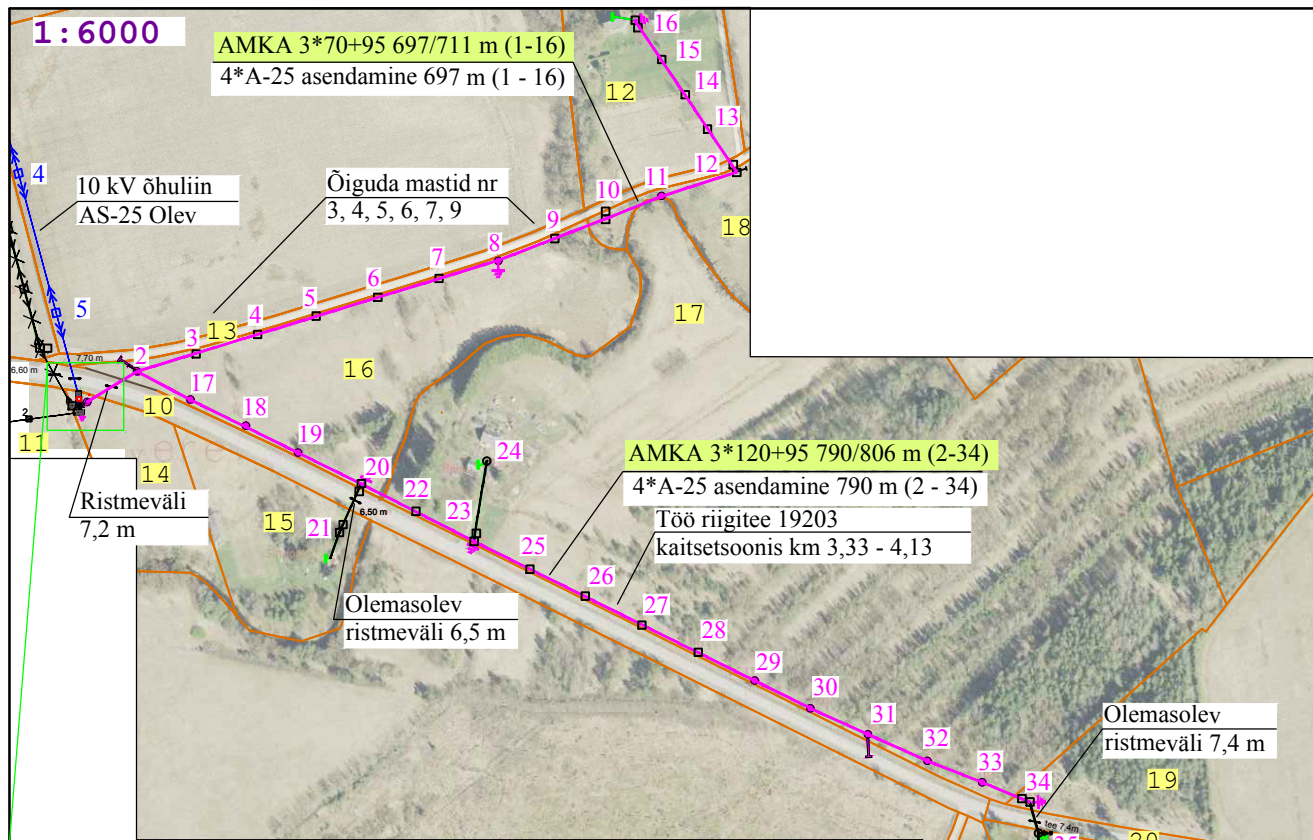 1:6000
AMKA 3*70+95 697/711 m (1-16)
4*A-25 asendamine 697 m (1 - 16)
16
15
14
12
13
4
10 kV õhuliin
AS-25 Olev
Õiguda mastid nr
3, 4, 5, 6, 7, 9
12
11
10
9
18
8
7
6
5
5
17
4
13
3
7,70 m
6,60 m
2
16
17
10
2
11
18
19
14
20
24
AMKA 3*120+95 790/806 m (2-34)
4*A-25 asendamine 790 m (2 - 34)
Ristmeväli
7,2 m
22
6,50 m
15
21
23
Töö riigitee 19203
kaitsetsoonis km 3,33 - 4,13
25
26
Olemasolev
ristmeväli 6,5 m
27
28
29
30
31
Olemasolev
ristmeväli 7,4 m
32
33
34
19
tee 7,4m